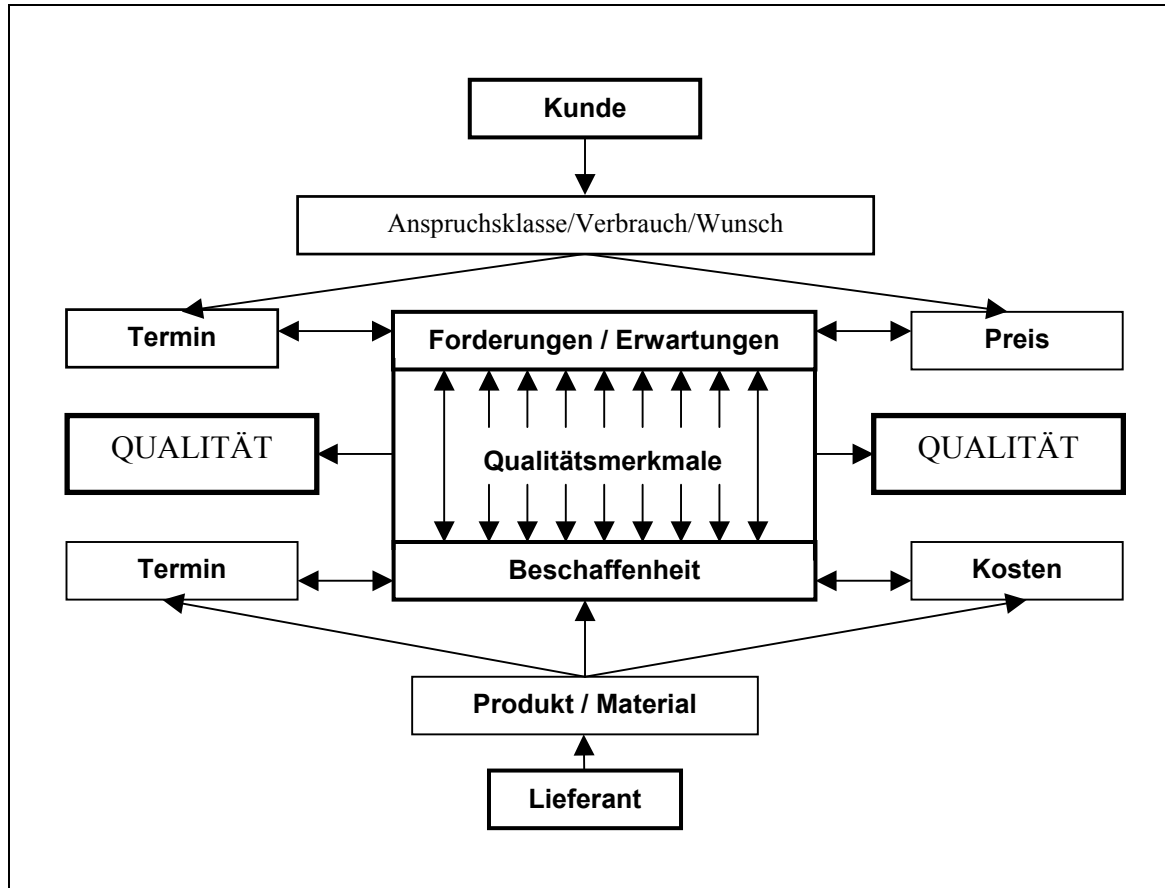 Kunde
Anspruchsklasse/Verbrauch/Wunsch
Termin
Forderungen / Erwartungen
Preis
QUALITÄT
Qualitätsmerkmale
QUALITÄT
Termin
Beschaffenheit
Kosten
Produkt / Material
Lieferant